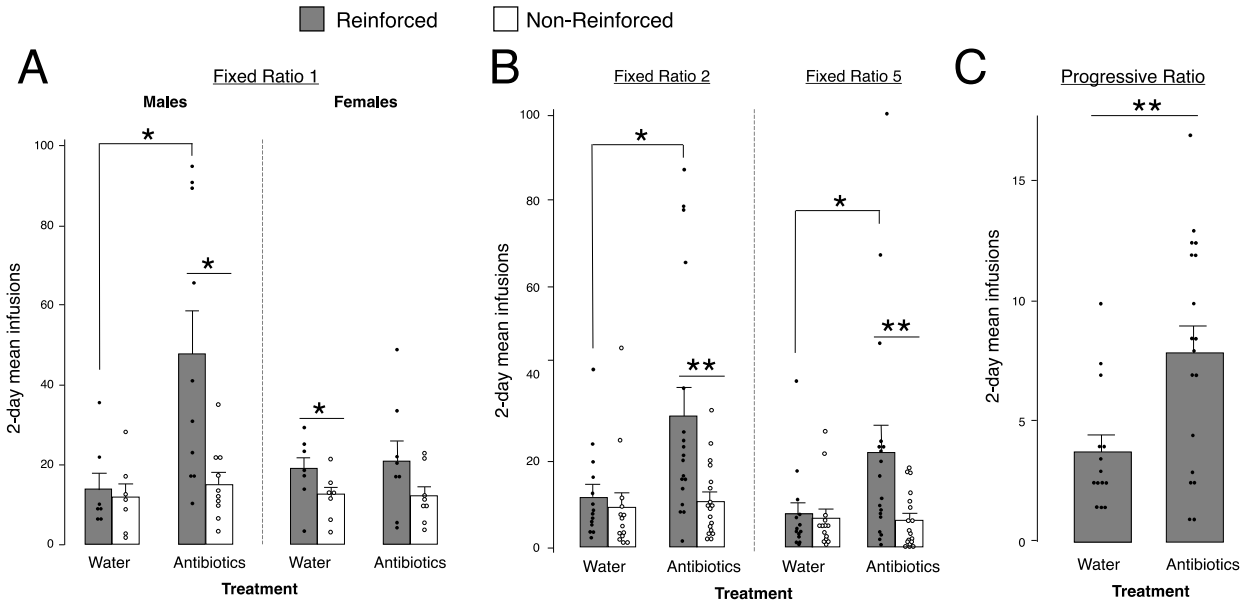 Reinforced Non-Reinforced
A
Fixed Ratio 1
Males Females
2-day mean infusions
100
80
60
40
20
0
*
*
*
Water Antibiotics Water Antibiotics
Treatment
B
Fixed Ratio 2 Fixed Ratio 5
2-day mean infusions
100
80
60
40
20
0
*
**
*
**
Water Antibiotics Water Antibiotics
Treatment
C
Progressive Ratio
**
2-day mean infusions
15
10
5
0
Water Antibiotics
Treatment